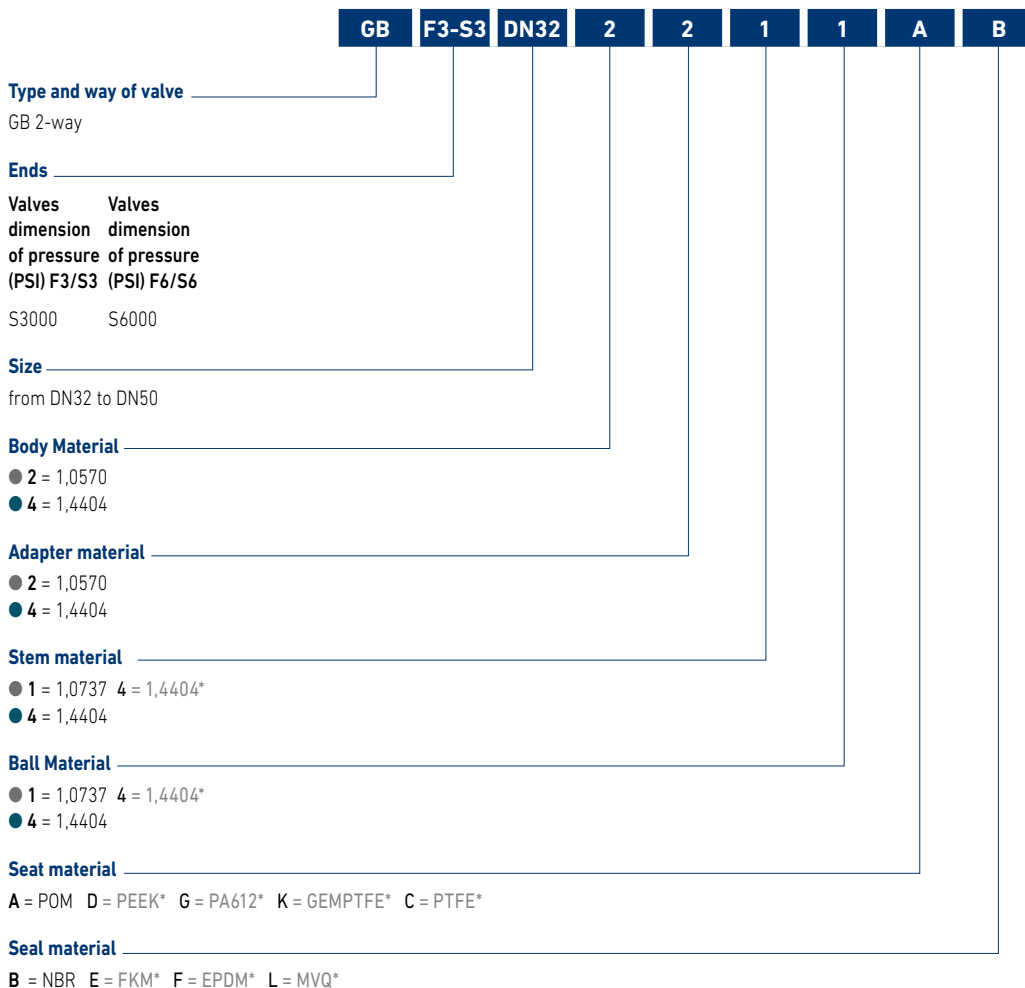 GB F3-S3 DN32 2 2 1 1 A B
Type and way of valve
GB 2-way
Ends
Valves Valves
dimension dimension
of pressure of pressure
(PSI) F3/S3 (PSI) F6/S6
S3000 S6000
Size
from DN32 to DN50
Body Material
2 = 1,0570
4 = 1,4404
Adapter material
2 = 1,0570
4 = 1,4404
Stem material
1 = 1,0737 4 = 1,4404*
4 = 1,4404
Ball Material
1 = 1,0737 4 = 1,4404*
4 = 1,4404
Seat material
A = POM D = PEEK* G = PA612* K = GEMPTFE* C = PTFE*
Seal material
B = NBR E = FKM* F = EPDM* L = MVQ*